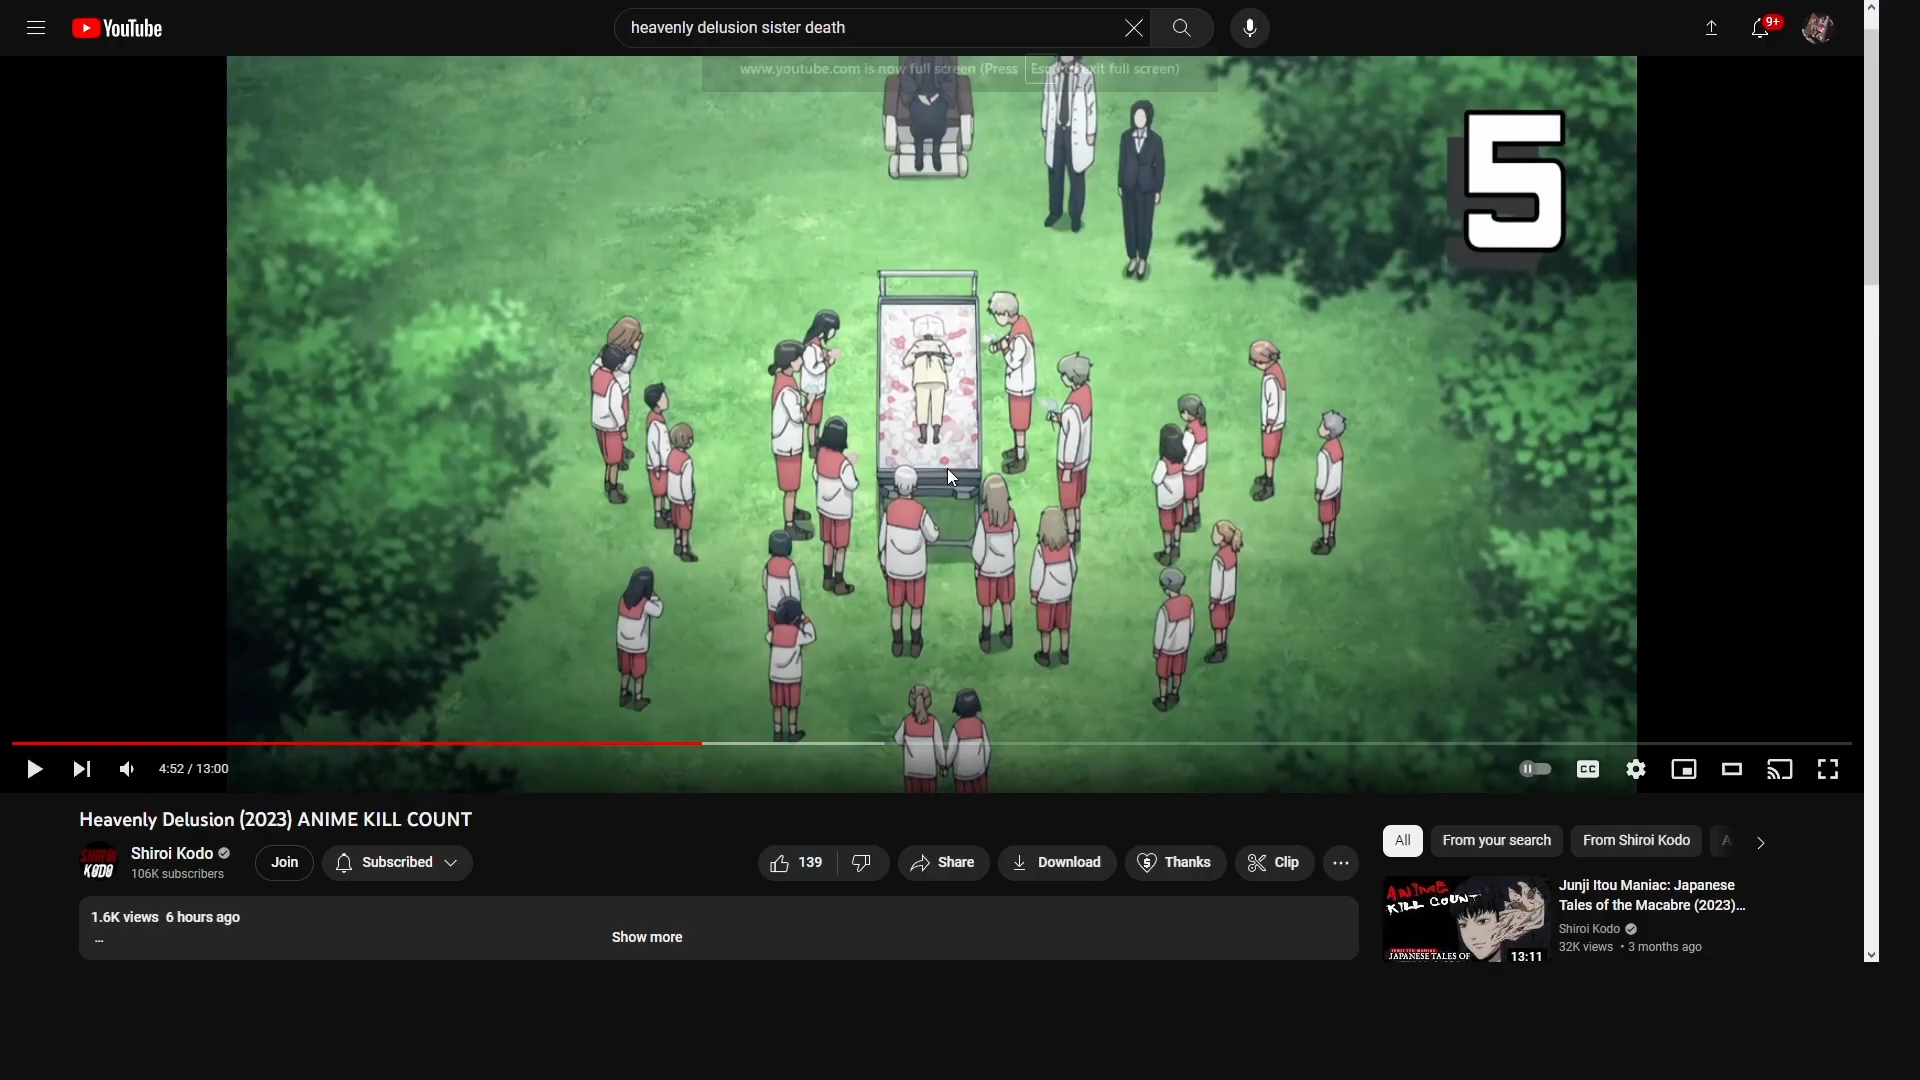 YouTube
heavenly delusion sister death
9+
www.youtube.com is now full screen (Press Esc to exit full screen)
5
4:52 / 13:00
CC
Heavenly Delusion (2023) ANIME KILL COUNT
SHIROI
KODO
Shiroi Kodo
106K subscribers
Join
Subscribed
139
Share
Download
Thanks
Clip
...
1.6K views 6 hours ago
...
Show more
All
From your search
From Shiroi Kodo
A
ANIME
KILL COUNT
JAPANESE TALES OF
13:11
Junji Itou Maniac: Japanese
Tales of the Macabre (2023)...
Shiroi Kodo
32K views • 3 months ago